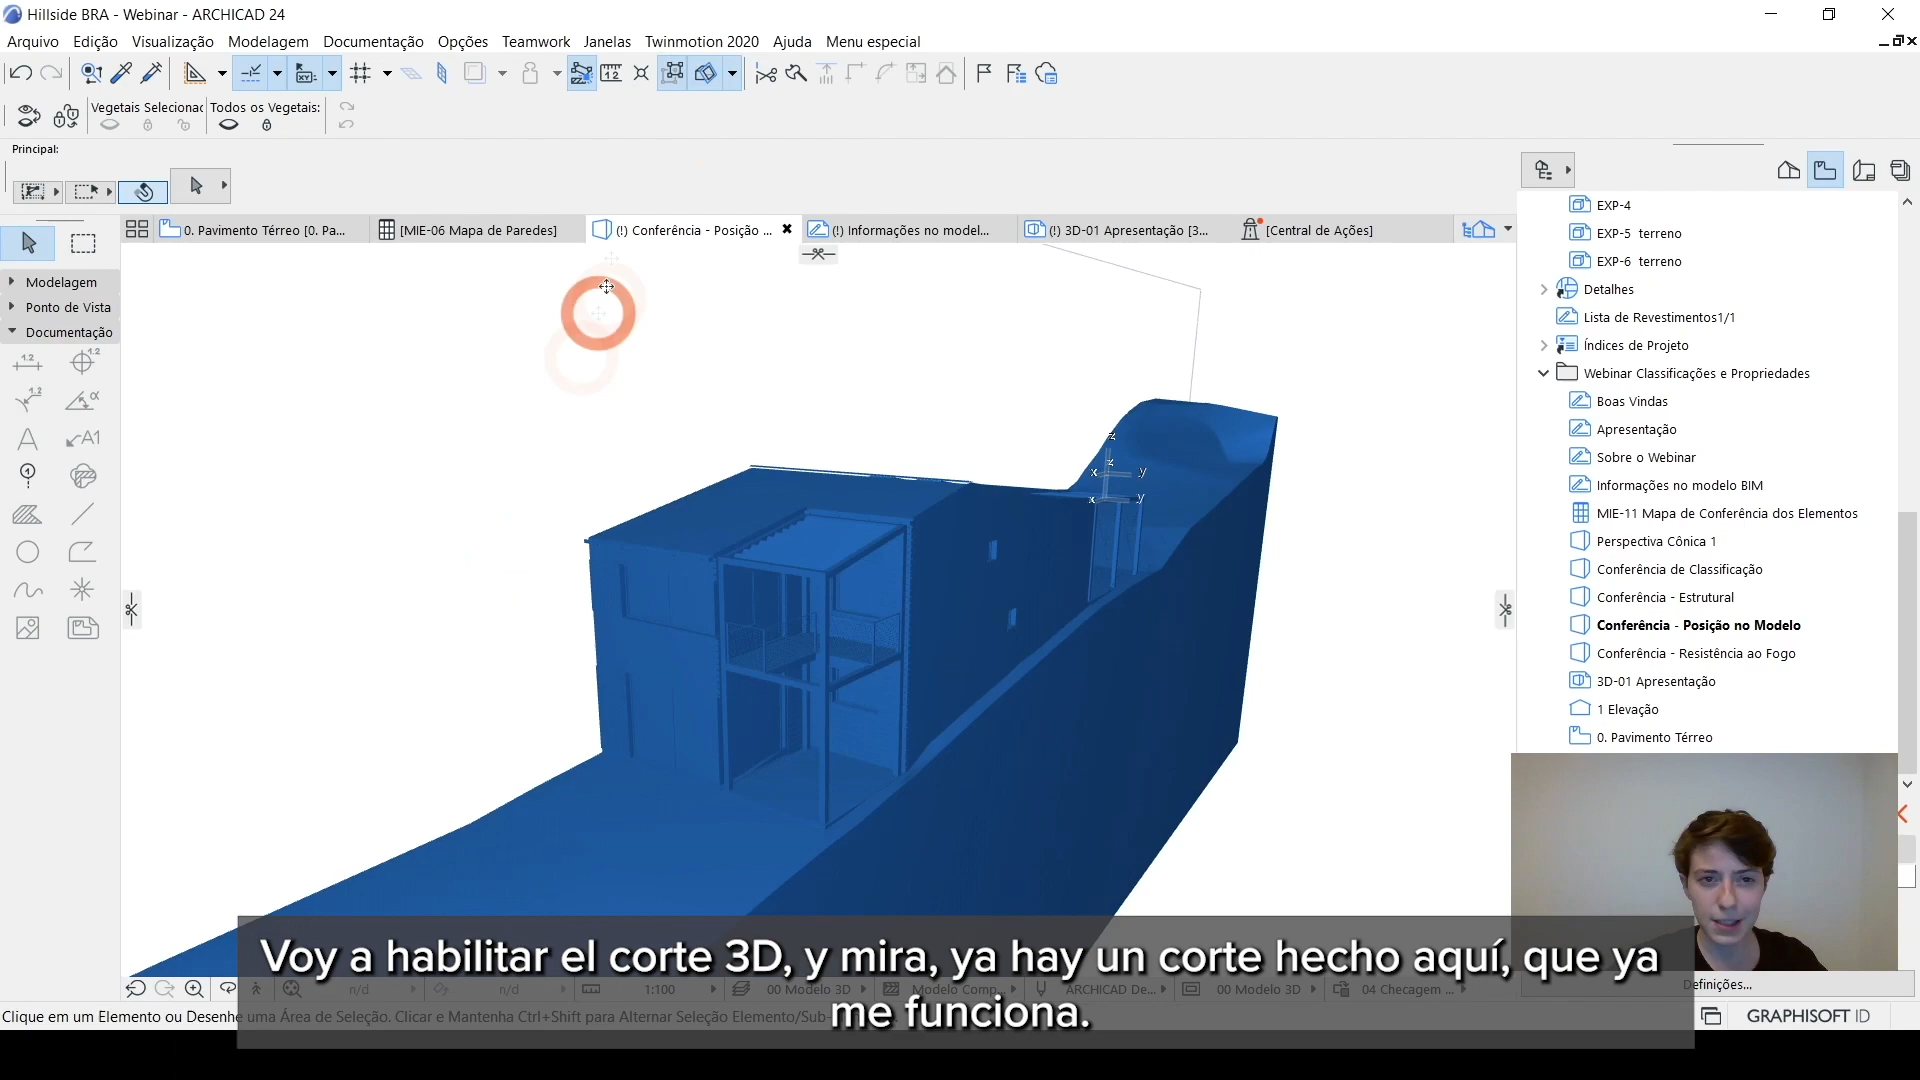 Hillside BRA - Webinar - ARCHICAD 24
Arquivo Edição Visualização Modelagem Documentação Opções Teamwork Janelas Twinmotion 2020 Ajuda Menu especial
Vegetais Selecionac Todos os Vegetais:
Principal:
0. Pavimento Térreo [0. Pa... [MIE-06 Mapa de Paredes] (!) Conferência - Posição ... (!) Informações no model... (!) 3D-01 Apresentação [3... [Central de Ações]
Modelagem
Ponto de Vista
Documentação
EXP-4
EXP-5 terreno
EXP-6 terreno
Detalhes
Lista de Revestimentos1/1
Índices de Projeto
Webinar Classificações e Propriedades
Boas Vindas
Apresentação
Sobre o Webinar
Informações no modelo BIM
MIE-11 Mapa de Conferência dos Elementos
Perspectiva Cônica 1
Conferência de Classificação
Conferência - Estrutural
Conferência - Posição no Modelo
Conferência - Resistência ao Fogo
3D-01 Apresentação
1 Elevação
0. Pavimento Térreo
z
z
x y
x y
Voy a habilitar el corte 3D, y mira, ya hay un corte hecho aquí, que ya
me funciona.
n/d n/d 1:100 00 Modelo 3D Modelo Comp... ARCHICAD De... 00 Modelo 3D 04 Checagem ...
Definições...
Clique em um Elemento ou Desenhe uma Área de Seleção. Clicar e Mantenha Ctrl+Shift para Alternar Seleção Elemento/Sub-
GRAPHISOFT ID